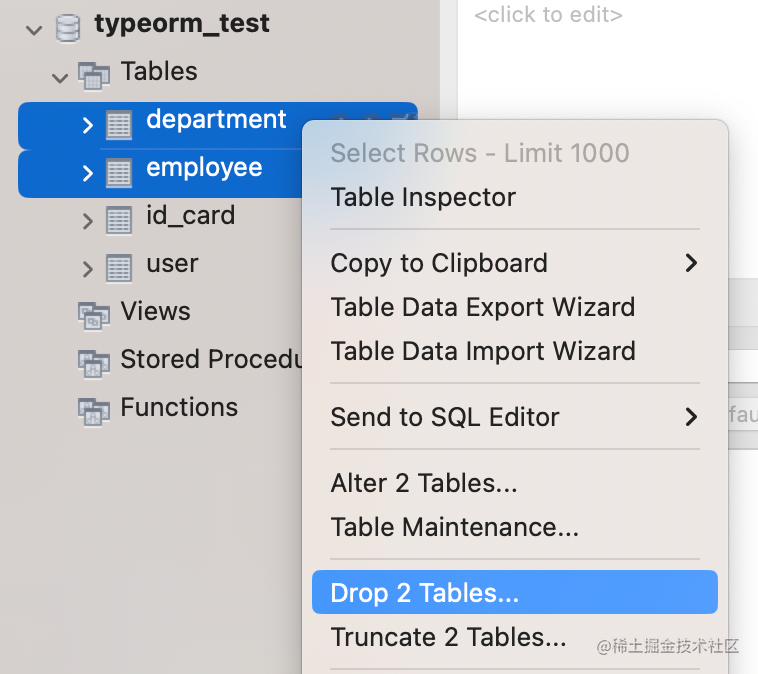 typeorm_test
<click to edit>
Tables
department
employee
id_card
user
Views
Stored Procedu
Functions
Select Rows - Limit 1000
Table Inspector
Copy to Clipboard
Table Data Export Wizard
Table Data Import Wizard
Send to SQL Editor
Alter 2 Tables...
Table Maintenance...
Drop 2 Tables...
Truncate 2 Tables...
fau
@稀土掘金技术社区